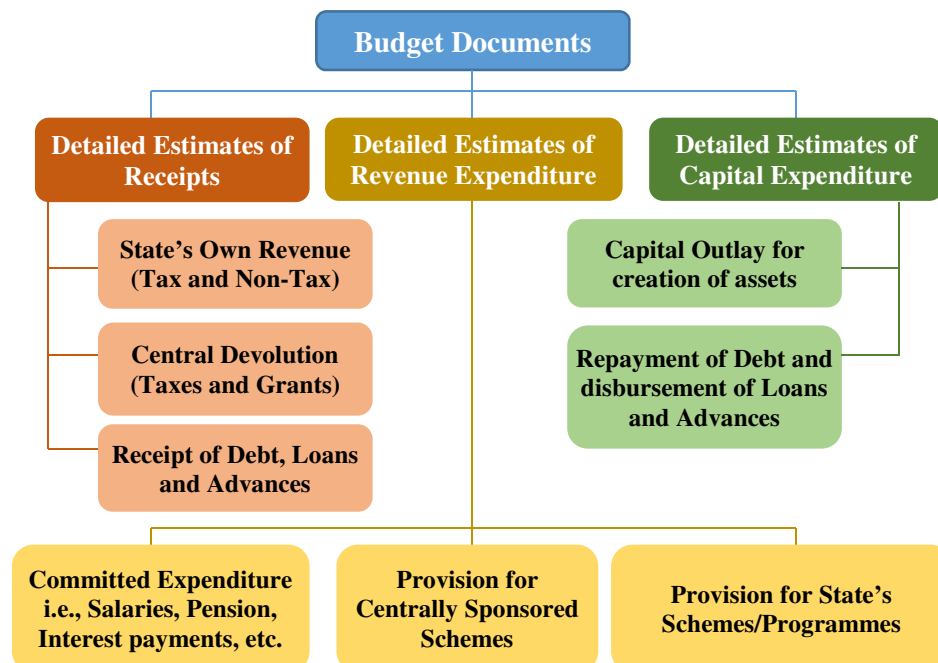 Budget Documents
Detailed Estimates of
Receipts
Detailed Estimates of
Revenue Expenditure
Detailed Estimates of
Capital Expenditure
State’s Own Revenue
(Tax and Non-Tax)
Central Devolution
(Taxes and Grants)
Receipt of Debt, Loans
and Advances
Capital Outlay for
creation of assets
Repayment of Debt and
disbursement of Loans
and Advances
Committed Expenditure
i.e., Salaries, Pension,
Interest payments, etc.
Provision for
Centrally Sponsored
Schemes
Provision for State’s
Schemes/Programmes